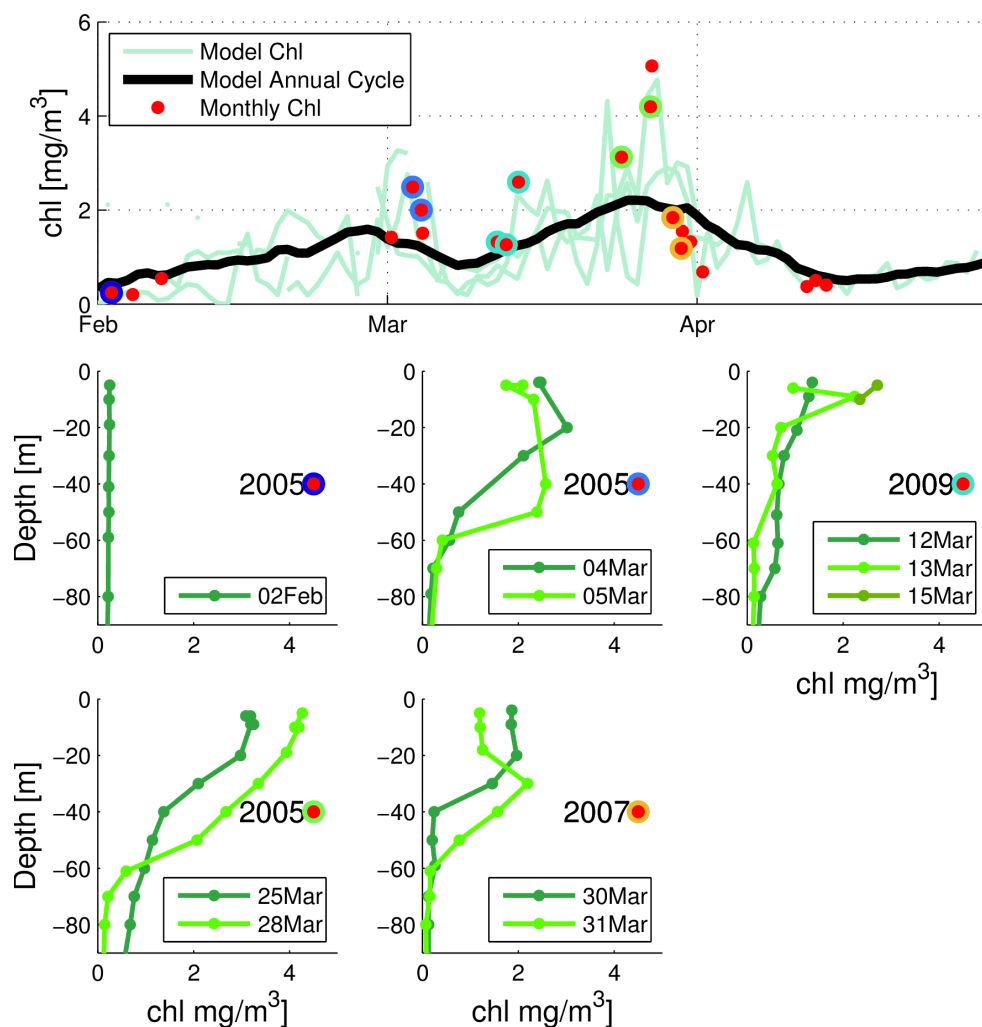 6
4
2
0
chl [mg/m³]
Model Chl
Model Annual Cycle
Monthly Chl
Feb
Mar
Apr
0
−20
−40
−60
−80
Depth [m]
2005
02Feb
0
2
4
0
−20
−40
−60
−80
2005
04Mar
05Mar
0
2
4
0
−20
−40
−60
−80
2009
12Mar
13Mar
15Mar
0
2
4
chl mg/m³]
0
−20
−40
−60
−80
Depth [m]
2005
25Mar
28Mar
0
2
4
chl mg/m³]
0
−20
−40
−60
−80
2007
30Mar
31Mar
0
2
4
chl mg/m³]